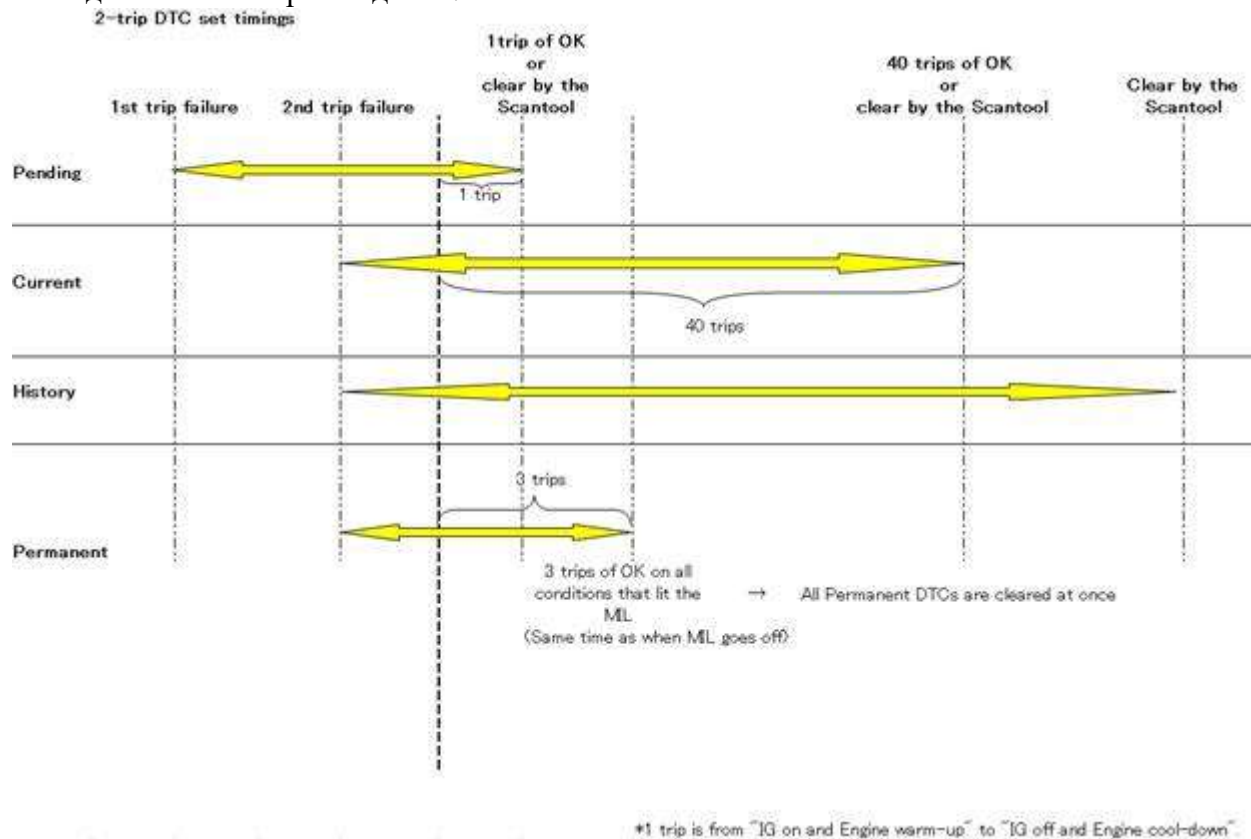 2-trip DTC set timings
1trip of OK
or
clear by the
Scantool
40 trips of OK
or
clear by the Scantool
Clear by the
Scantool
1st trip failure
2nd trip failure
Pending
1 trip
Current
40 trips
History
3 trips
Permanent
3 trips of OK on all
conditions that lit the
MIL
(Same time as when MIL goes off)
→ All Permanent DTCs are cleared at once
*1 trip is from "IG on and Engine warm-up" to "IG off and Engine cool-down".